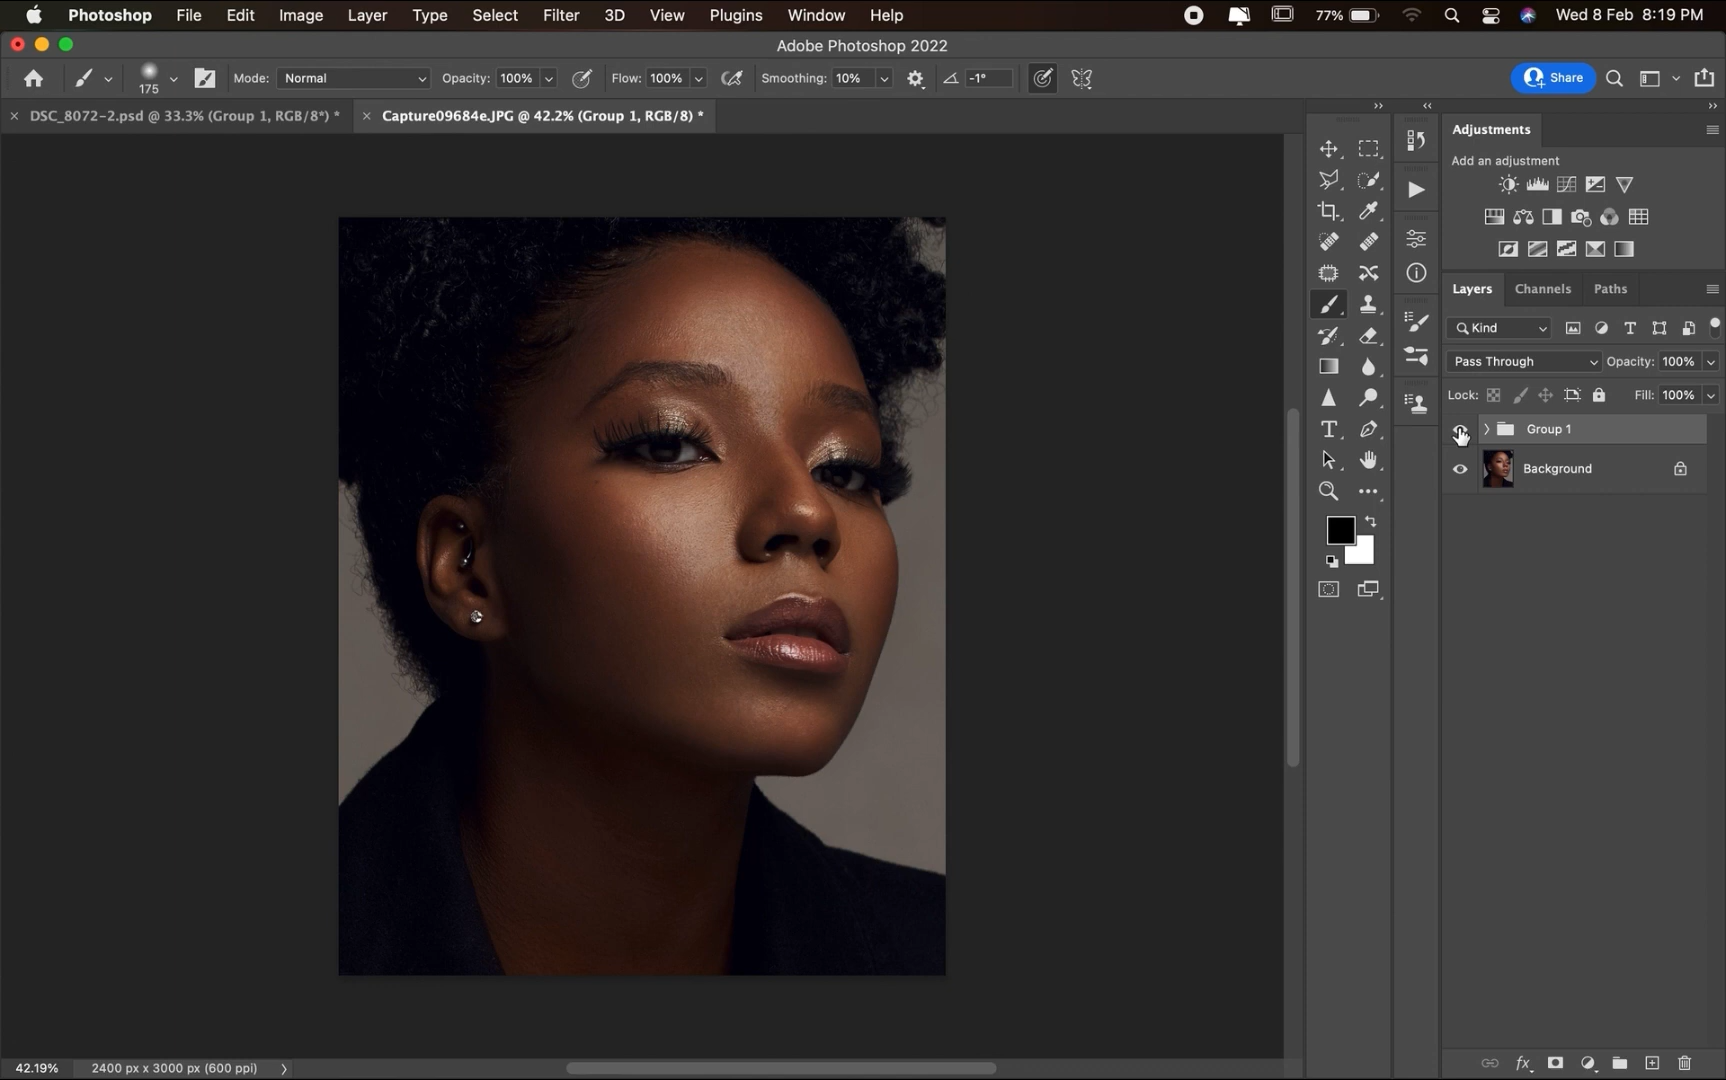 Photoshop File Edit Image Layer Type Select Filter 3D View Plugins Window Help 77% Wed 8 Feb 8:19 PM
Adobe Photoshop 2022
175 Mode: Normal Opacity: 100% Flow: 100% Smoothing: 10% -1° Share
DSC_8072-2.psd @ 33.3% (Group 1, RGB/8*) * Capture09684e.JPG @ 42.2% (Group 1, RGB/8) *
Adjustments
Add an adjustment
Layers Channels Paths
Kind
Pass Through Opacity: 100%
Lock: Fill: 100%
Group 1
Background
42.19% 2400 px x 3000 px (600 ppi)